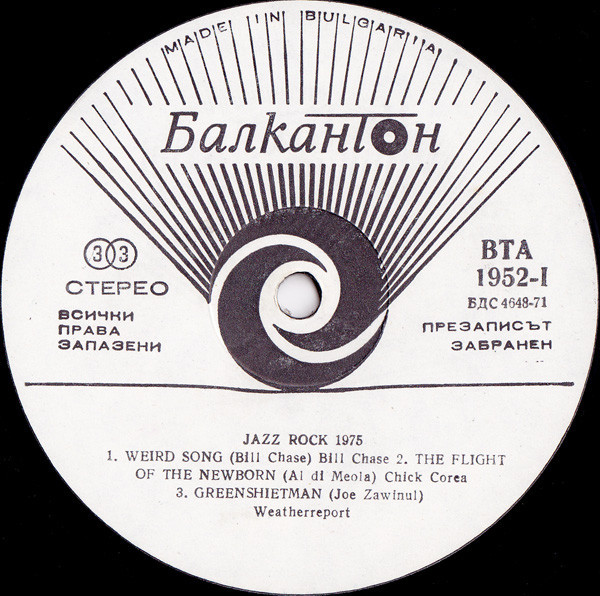 MADE IN BULGARIA
Балкантон
33
СТЕРЕО
ВСИЧКИ
ПРАВА
ЗАПАЗЕНИ
ВТА
1952-I
БДС 4648-71
ПРЕЗАПИСЪТ
ЗАБРАНЕН
JAZZ ROCK 1975
1. WEIRD SONG (Bill Chase) Bill Chase 2. THE FLIGHT
OF THE NEWBORN (Al di Meola) Chick Corea
3. GREENSHIETMAN (Joe Zawinul)
Weatherreport